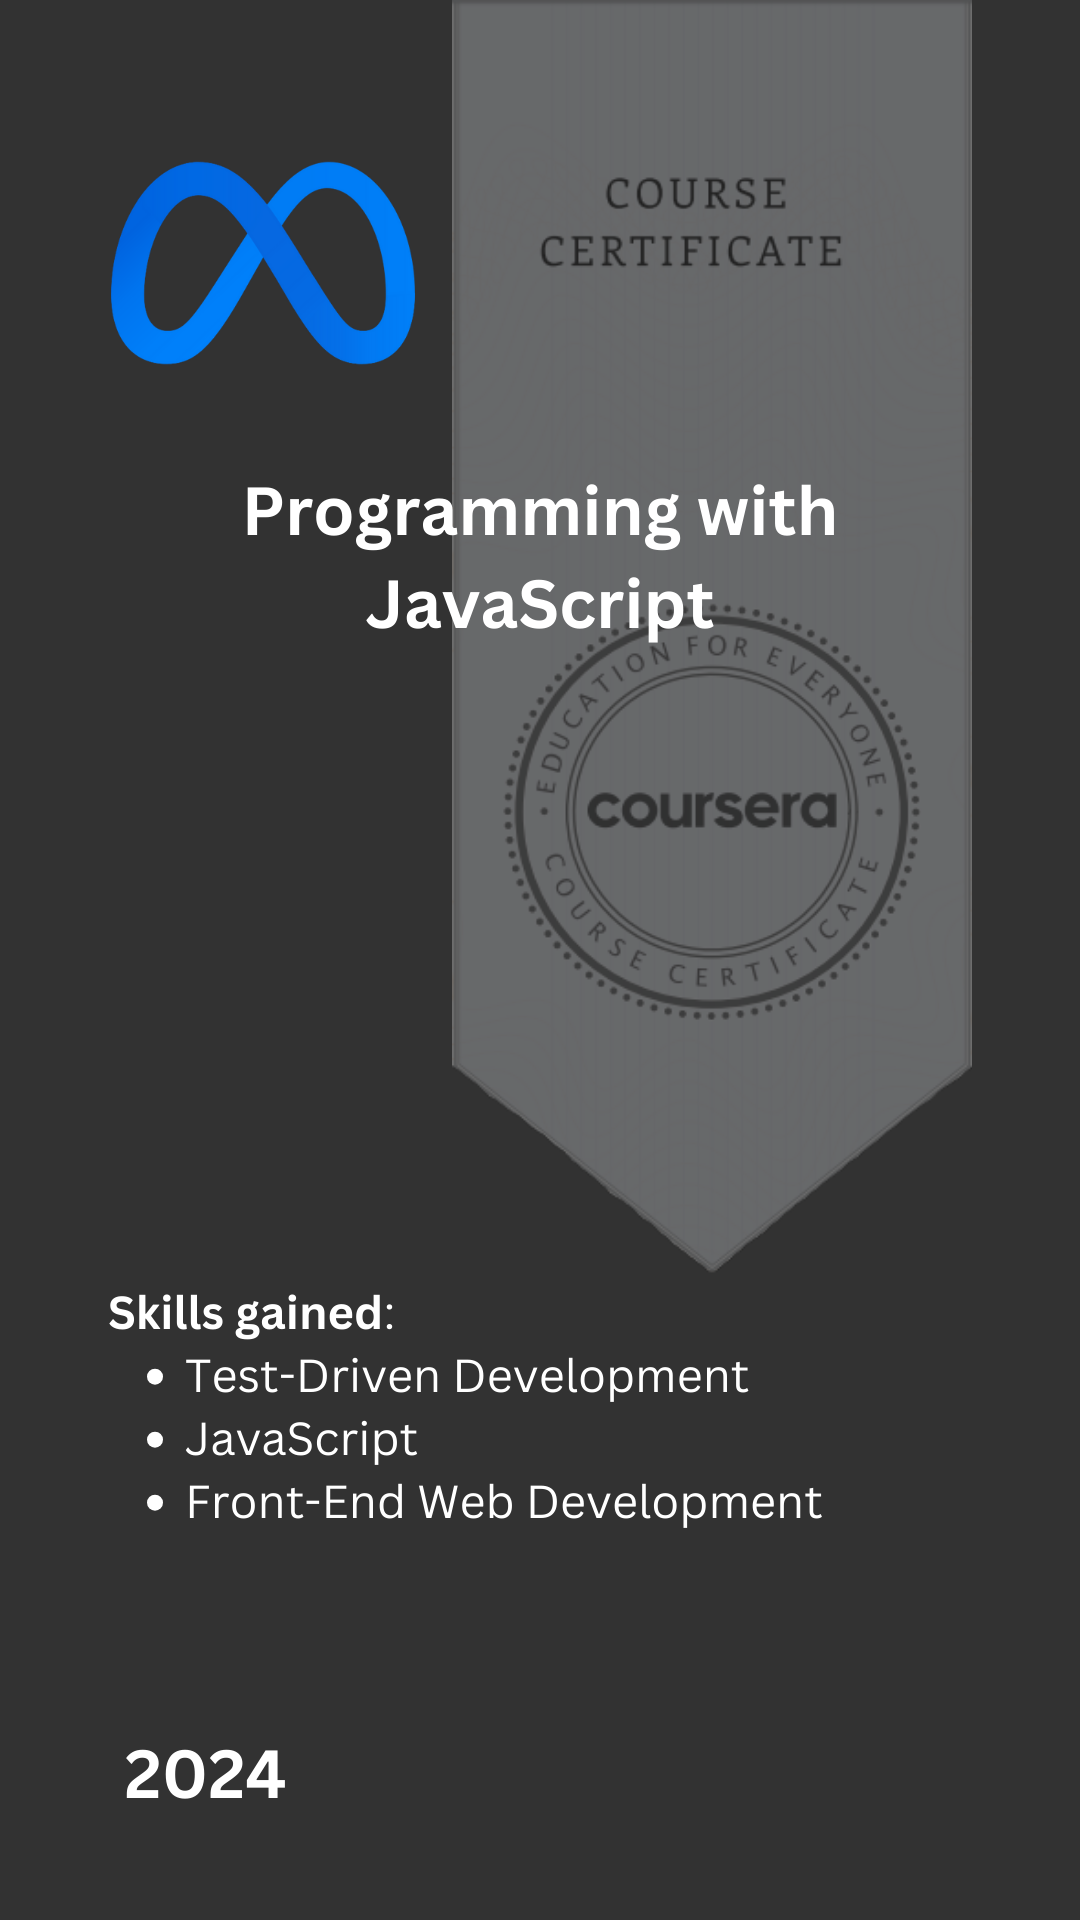 COURSE
CERTIFICATE
Programming with
JavaScript
• EDUCATION FOR EVERYONE •
coursera
COURSE CERTIFICATE
Skills gained:
• Test-Driven Development
• JavaScript
• Front-End Web Development
2024